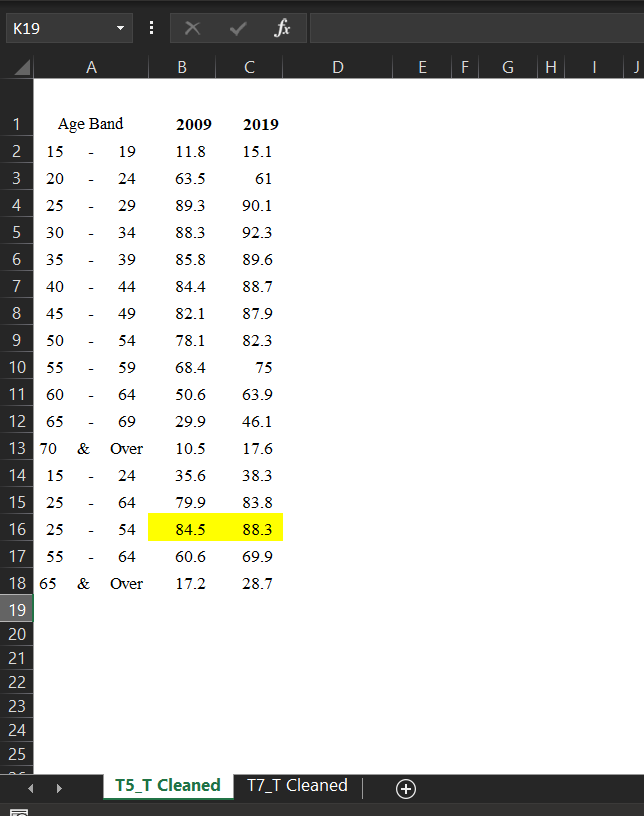 K19
fx
A B C D E F G H I J
1 Age Band 2009 2019
2 15 - 19 11.8 15.1
3 20 - 24 63.5 61
4 25 - 29 89.3 90.1
5 30 - 34 88.3 92.3
6 35 - 39 85.8 89.6
7 40 - 44 84.4 88.7
8 45 - 49 82.1 87.9
9 50 - 54 78.1 82.3
10 55 - 59 68.4 75
11 60 - 64 50.6 63.9
12 65 - 69 29.9 46.1
13 70 & Over 10.5 17.6
14 15 - 24 35.6 38.3
15 25 - 64 79.9 83.8
16 25 - 54 84.5 88.3
17 55 - 64 60.6 69.9
18 65 & Over 17.2 28.7
19
20
21
22
23
24
25
T5_T Cleaned T7_T Cleaned